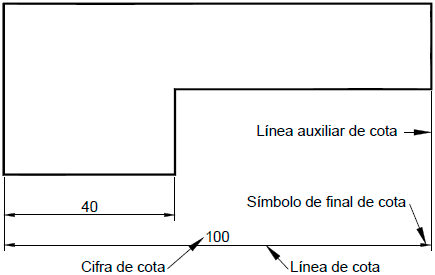 Línea auxiliar de cota
40
Símbolo de final de cota
100
Cifra de cota
Línea de cota